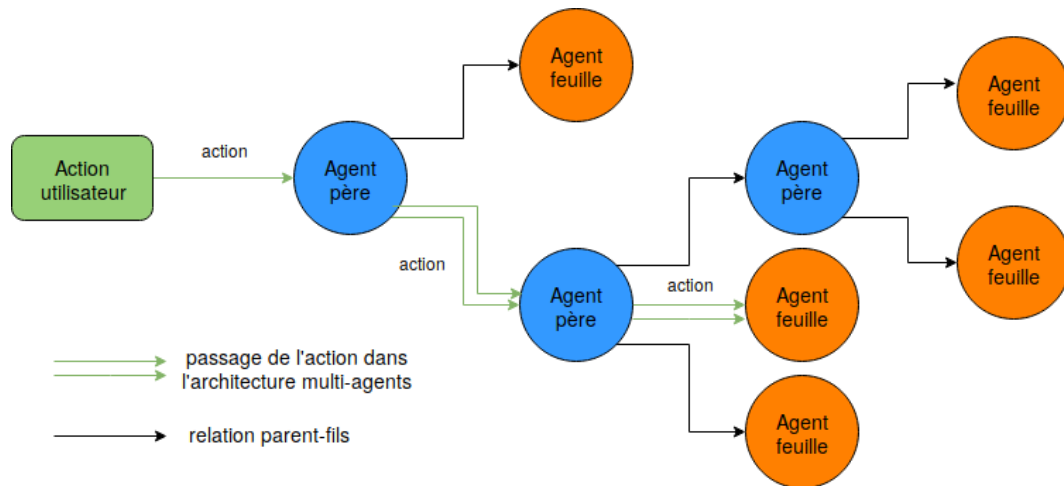 Agent
feuille
Agent
feuille
Action
utilisateur
action
Agent
père
Agent
père
Agent
feuille
action
Agent
père
action
Agent
feuille
passage de l'action dans
l'architecture multi-agents
Agent
feuille
relation parent-fils